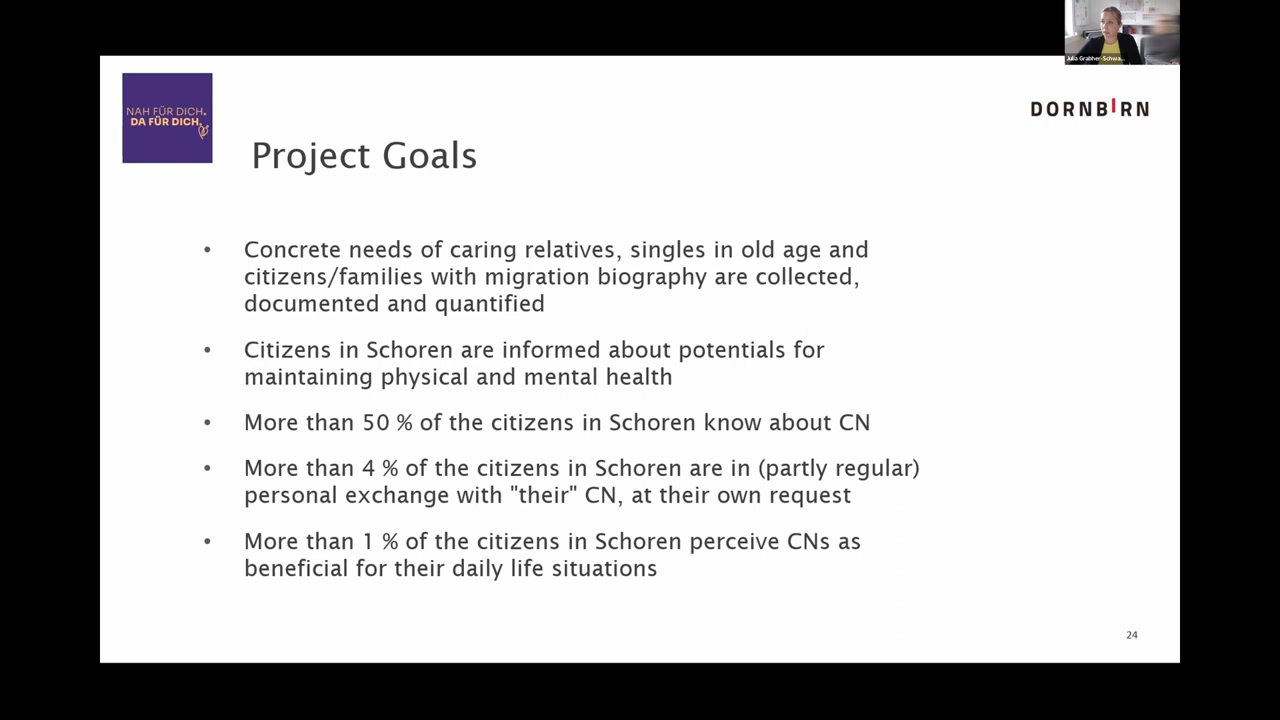 Julia Grabher-Schwa...
NAH FÜR DICH.
DA FÜR DICH.
DORNBIRN
Project Goals
• Concrete needs of caring relatives, singles in old age and
citizens/families with migration biography are collected,
documented and quantified
• Citizens in Schoren are informed about potentials for
maintaining physical and mental health
• More than 50 % of the citizens in Schoren know about CN
• More than 4 % of the citizens in Schoren are in (partly regular)
personal exchange with "their" CN, at their own request
• More than 1 % of the citizens in Schoren perceive CNs as
beneficial for their daily life situations
24